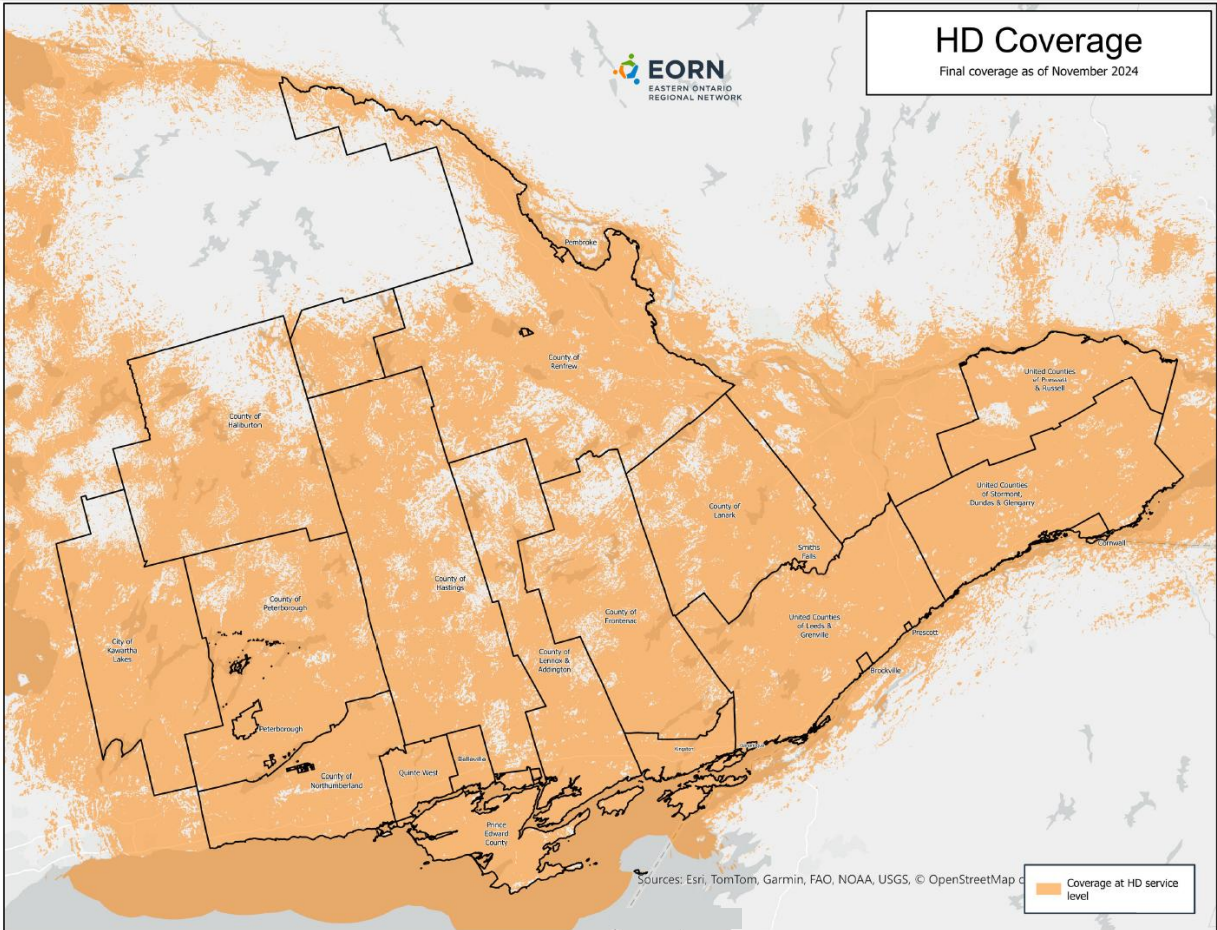 HD Coverage
Final coverage as of November 2024
EORN
EASTERN ONTARIO
REGIONAL NETWORK
Pembroke
County of
Renfrew
United Counties
of Prescott
& Russell
County of
Haliburton
United Counties
of Stormont,
Dundas & Glengarry
County of
Lanark
Cornwall
Smiths
Falls
County of
Hastings
County of
Peterborough
County of
Frontenac
United Counties
of Leeds &
Grenville
Prescott
City of
Kawartha
Lakes
County of
Lennox &
Addington
Brockville
Peterborough
Kingston
Belleville
Quinte West
County of
Northumberland
Prince
Edward
County
Sources: Esri, TomTom, Garmin, FAO, NOAA, USGS, © OpenStreetMap c
Coverage at HD service
level